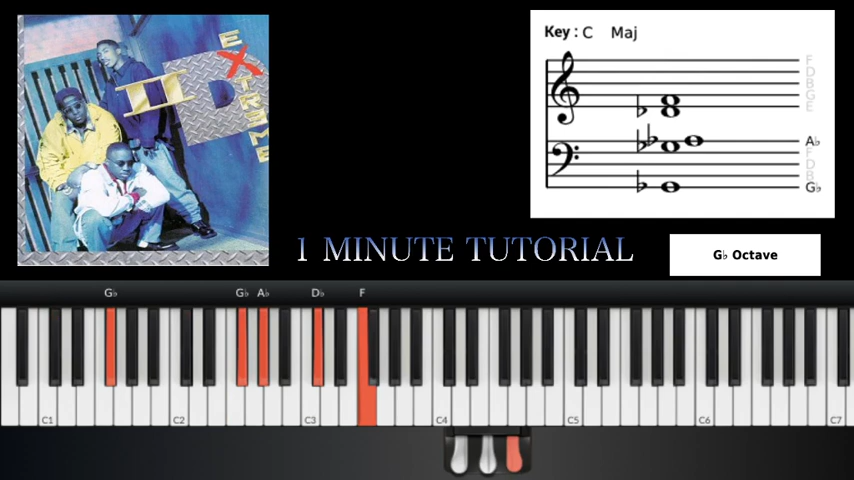 EXTREME
II D
Key : C Maj
F
D
B
G
E
A♭
F
D
B
G♭
1 MINUTE TUTORIAL
G♭ Octave
G♭ G♭ A♭ D♭ F
C1 C2 C3 C4 C5 C6 C7